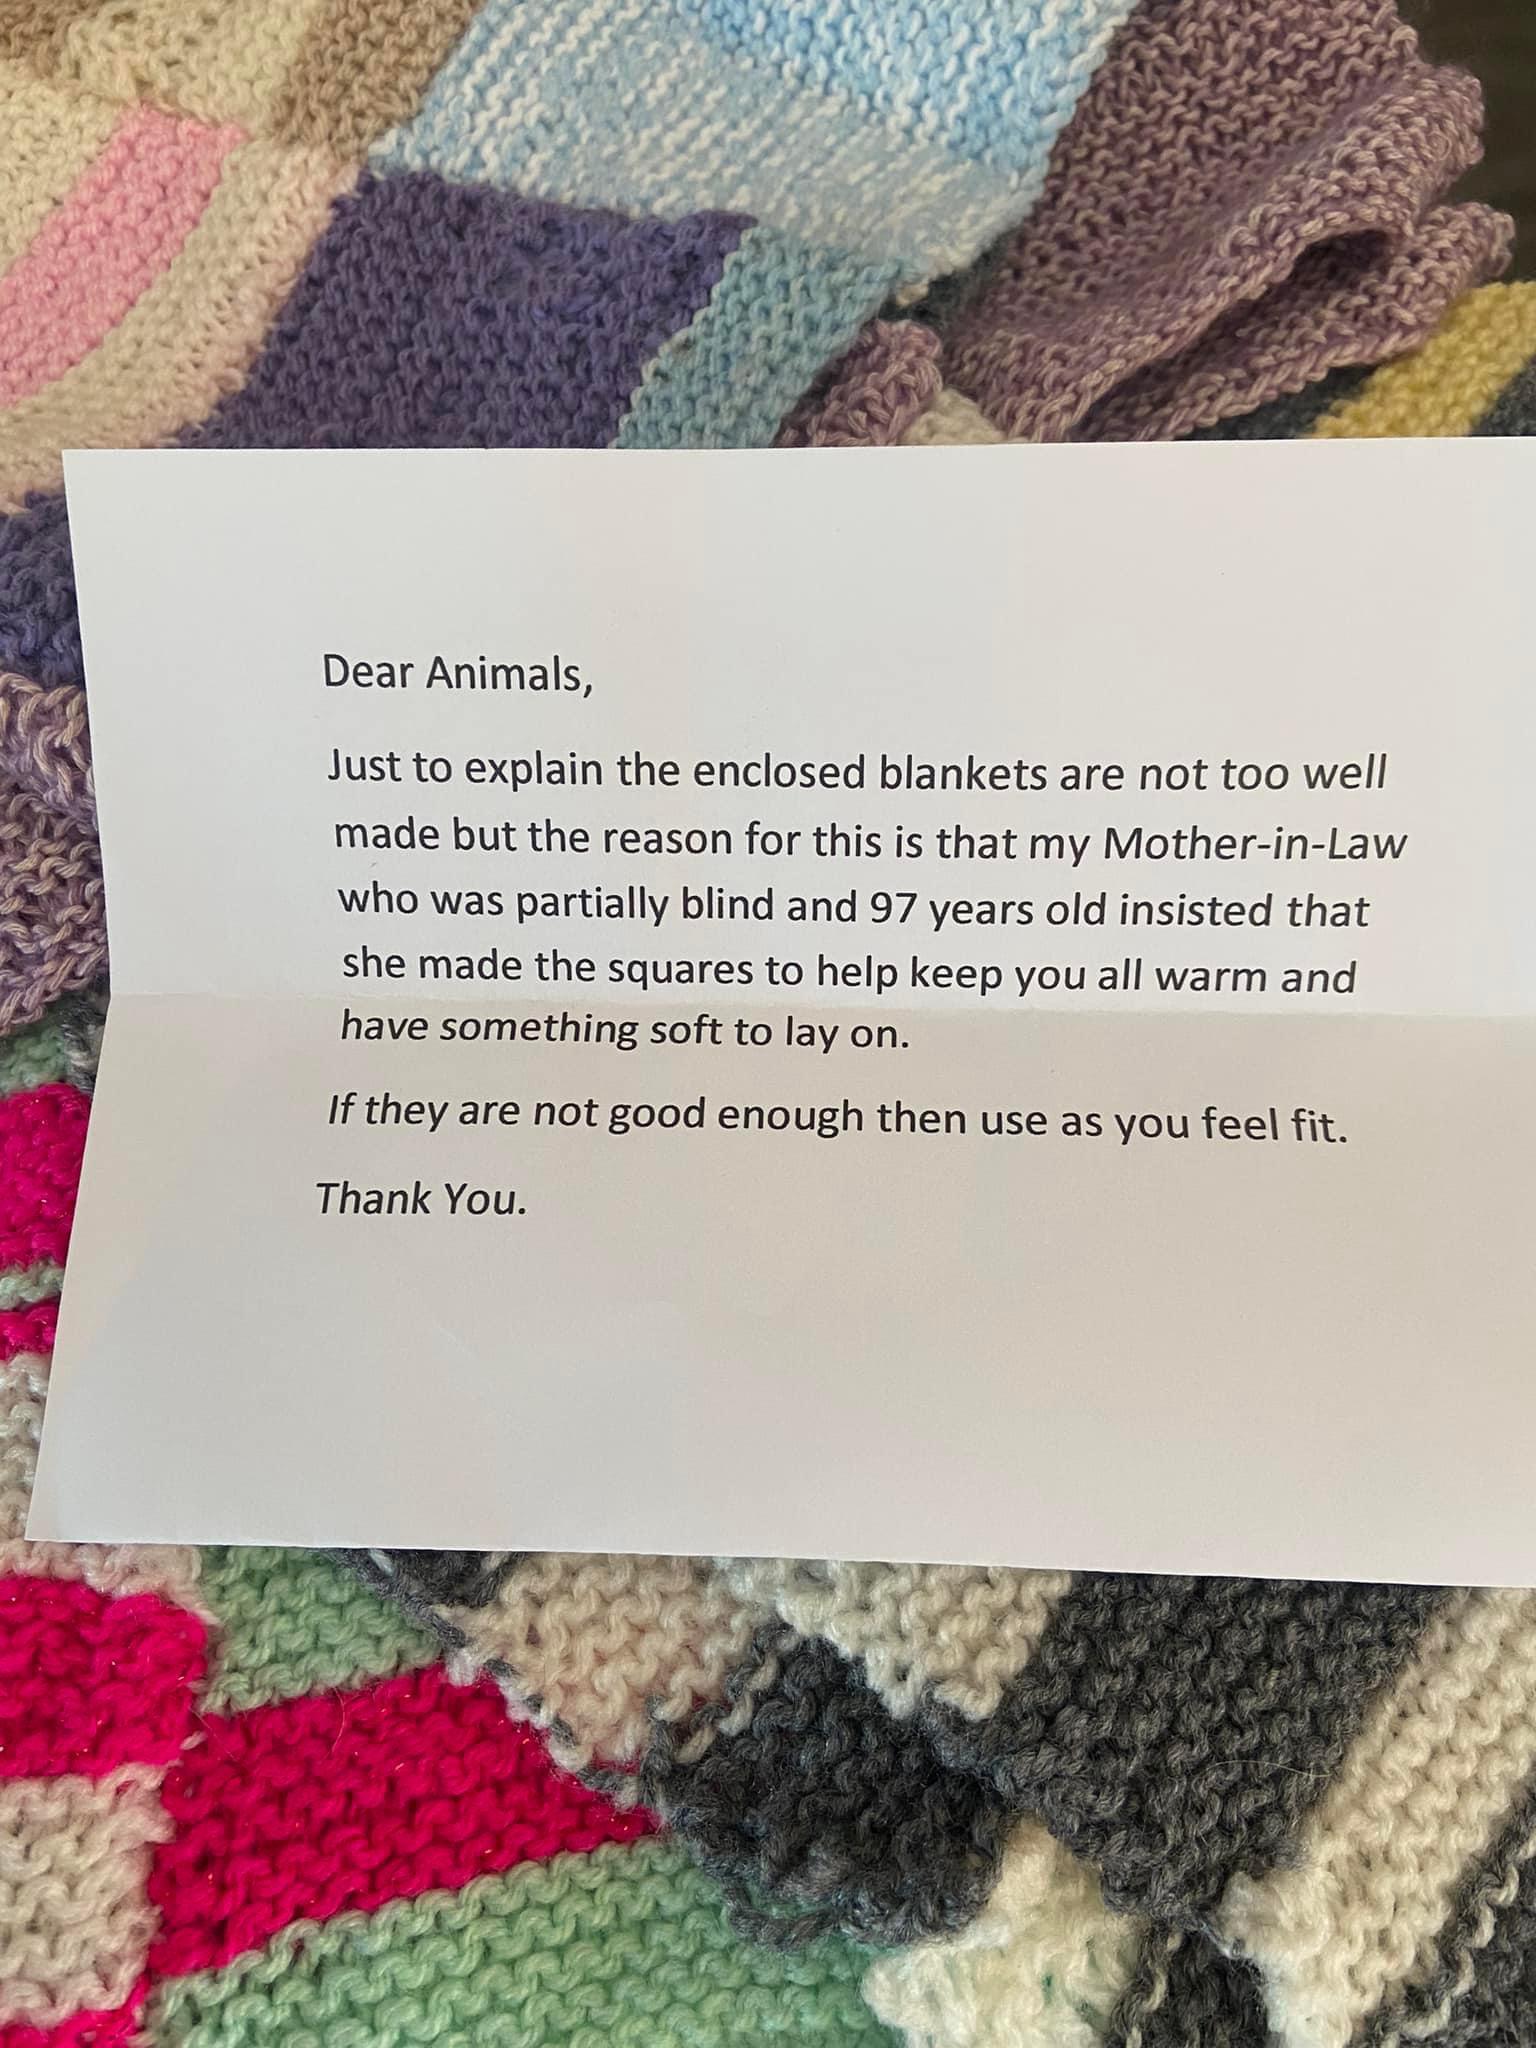 Dear Animals,
Just to explain the enclosed blankets are not too well
made but the reason for this is that my Mother-in-Law
who was partially blind and 97 years old insisted that
she made the squares to help keep you all warm and
have something soft to lay on.
If they are not good enough then use as you feel fit.
Thank You.